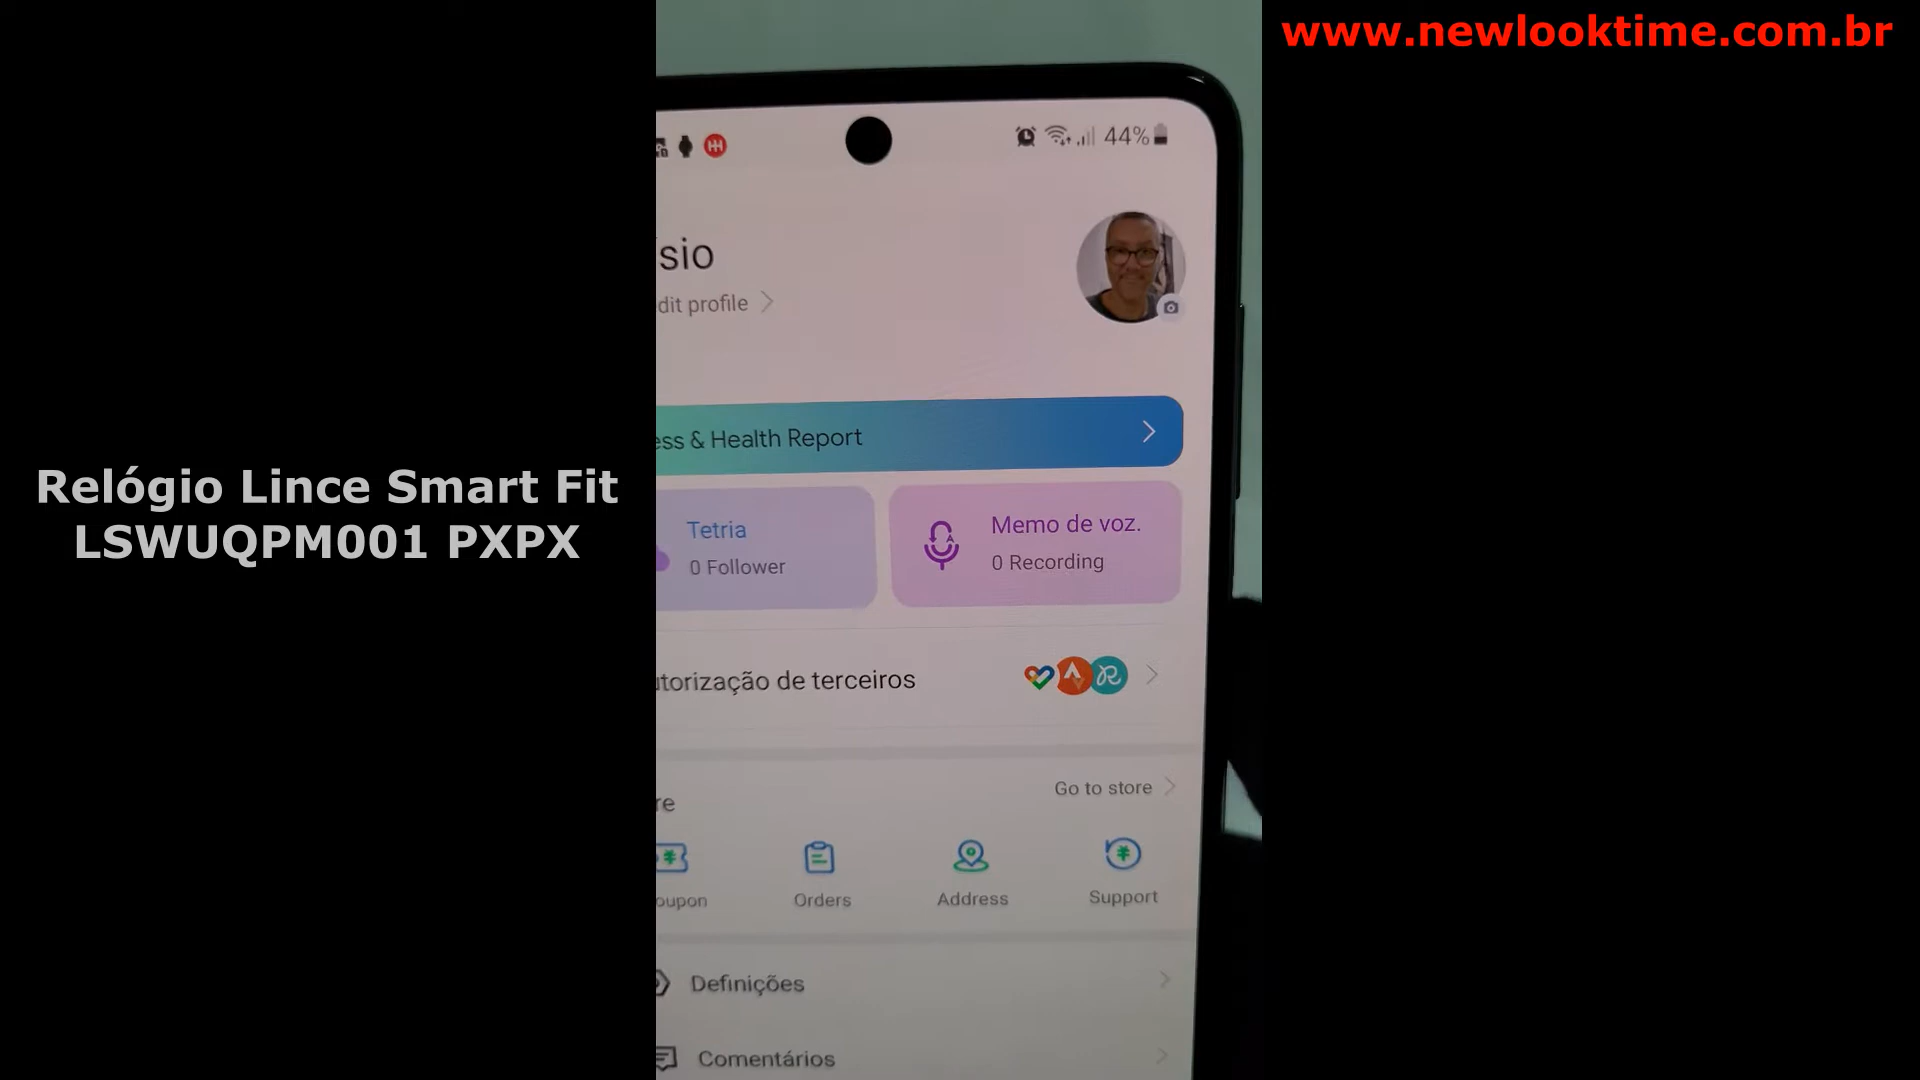 www.newlooktime.com.br
44%
sio
dit profile
ess & Health Report
Tetria
0 Follower
Memo de voz.
0 Recording
utorização de terceiros
re
Go to store
oupon
Orders
Address
Support
Definições
Comentários
Relógio Lince Smart Fit
LSWUQPM001 PXPX